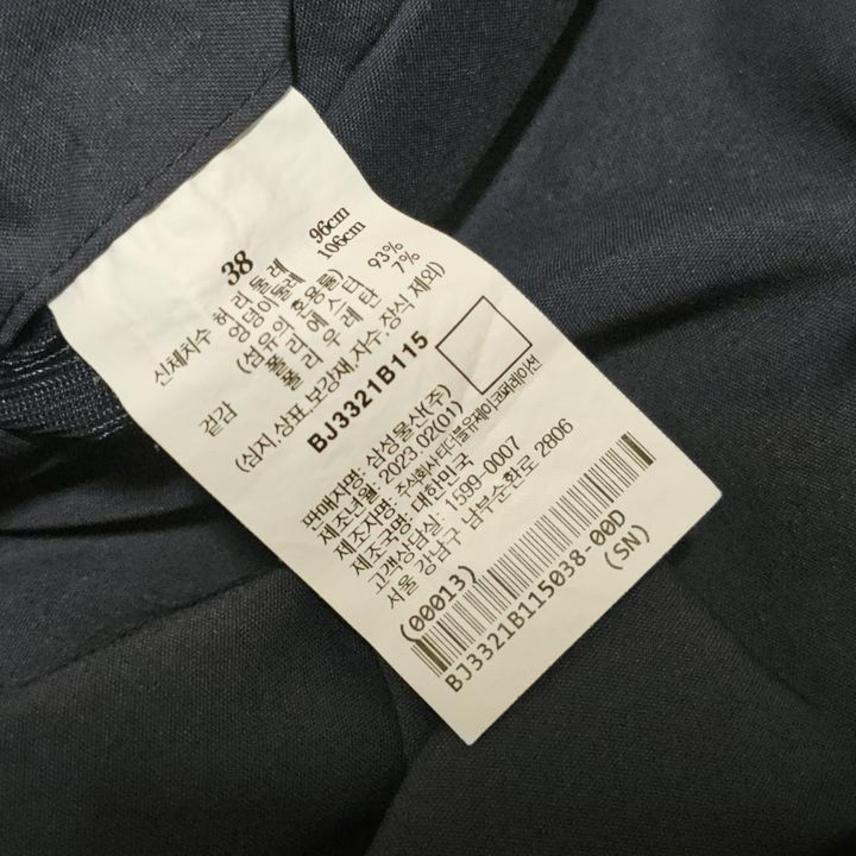 38
신체치수 허리둘레 96cm
엉덩이둘레 106cm
(섬유의 혼용률)
겉감 폴리에스터 93%
폴리우레탄 7%
(심지,상표,보강재,자수,장식 제외)
BJ3321B115
판매자명: 삼성물산(주)
제조년월: 2023 02(01)
제조자명: 주식회사 티더블유제이코퍼레이션
제조국명: 대한민국
고객상담실: 1599-0007
서울 강남구 남부순환로 2806
(00013)
BJ3321B115038-00D
(SN)